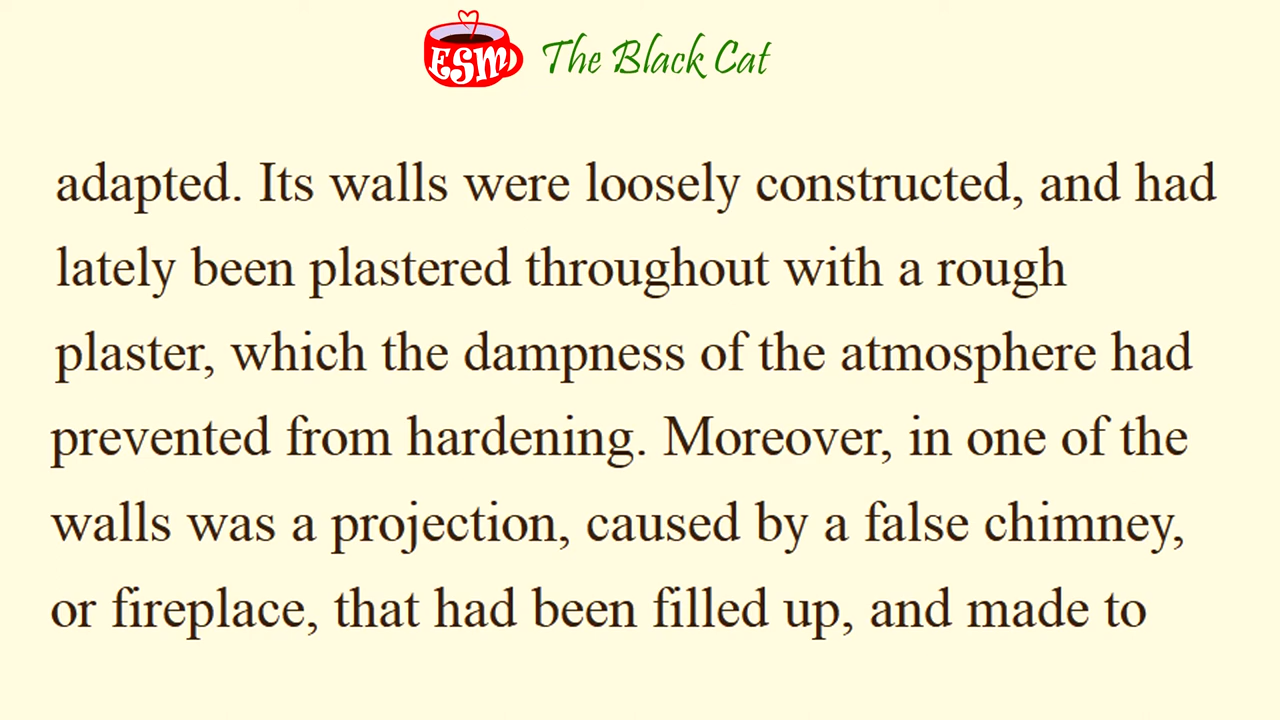 ESM The Black Cat
adapted. Its walls were loosely constructed, and had
lately been plastered throughout with a rough
plaster, which the dampness of the atmosphere had
prevented from hardening. Moreover, in one of the
walls was a projection, caused by a false chimney,
or fireplace, that had been filled up, and made to